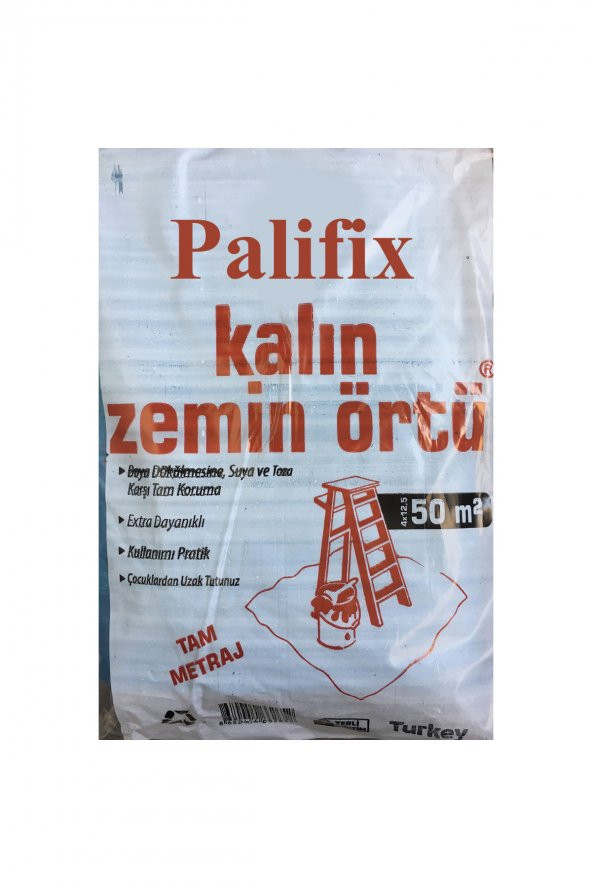 Palifix
kalın
zemin örtü®
Boya Dökülmesine, Suya ve Toza
Karşı Tam Koruma
Extra Dayanıklı
Kullanımı Pratik
Çocuklardan Uzak Tutunuz
4x12,5 50 m²
TAM
METRAJ
YERLİ
Turkey